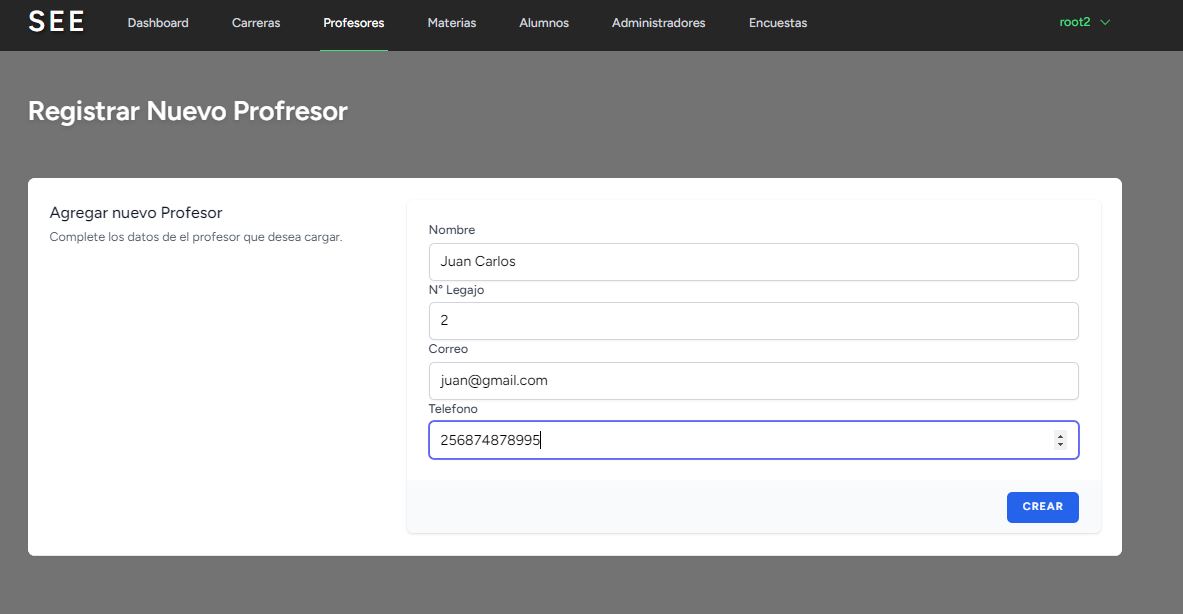 SEE Dashboard Carreras Profesores Materias Alumnos Administradores Encuestas root2
Registrar Nuevo Profresor
Agregar nuevo Profesor
Complete los datos de el profesor que desea cargar.
Nombre
Juan Carlos
N° Legajo
2
Correo
juan@gmail.com
Telefono
256874878995
CREAR